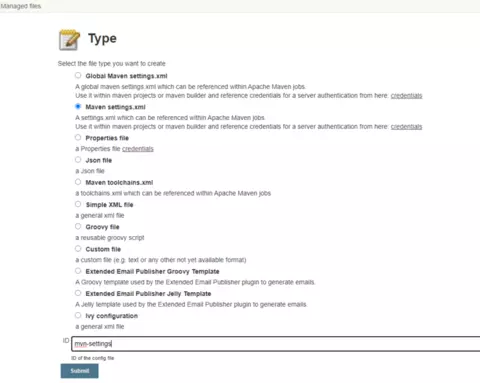 Managed files
Type
Select the file type you want to create
Global Maven settings.xml
A global maven settings.xml which can be referenced within Apache Maven jobs.
Use it within maven projects or maven builder and reference credentials for a server authentication from here: credentials
Maven settings.xml
A settings.xml which can be referenced within Apache Maven jobs.
Use it within maven projects or maven builder and reference credentials for a server authentication from here: credentials
Properties file
a Properties file credentials
Json file
a Json file
Maven toolchains.xml
a toolchains.xml which can be referenced within Apache Maven jobs
Simple XML file
a general xml file
Groovy file
a reusable groovy script
Custom file
a custom file (e.g. text or any other not yet available format)
Extended Email Publisher Groovy Template
A Groovy template used by the Extended Email Publisher plugin to generate emails.
Extended Email Publisher Jelly Template
A Jelly template used by the Extended Email Publisher plugin to generate emails.
Ivy configuration
a general xml file
ID mvn-settings
ID of the config file
Submit